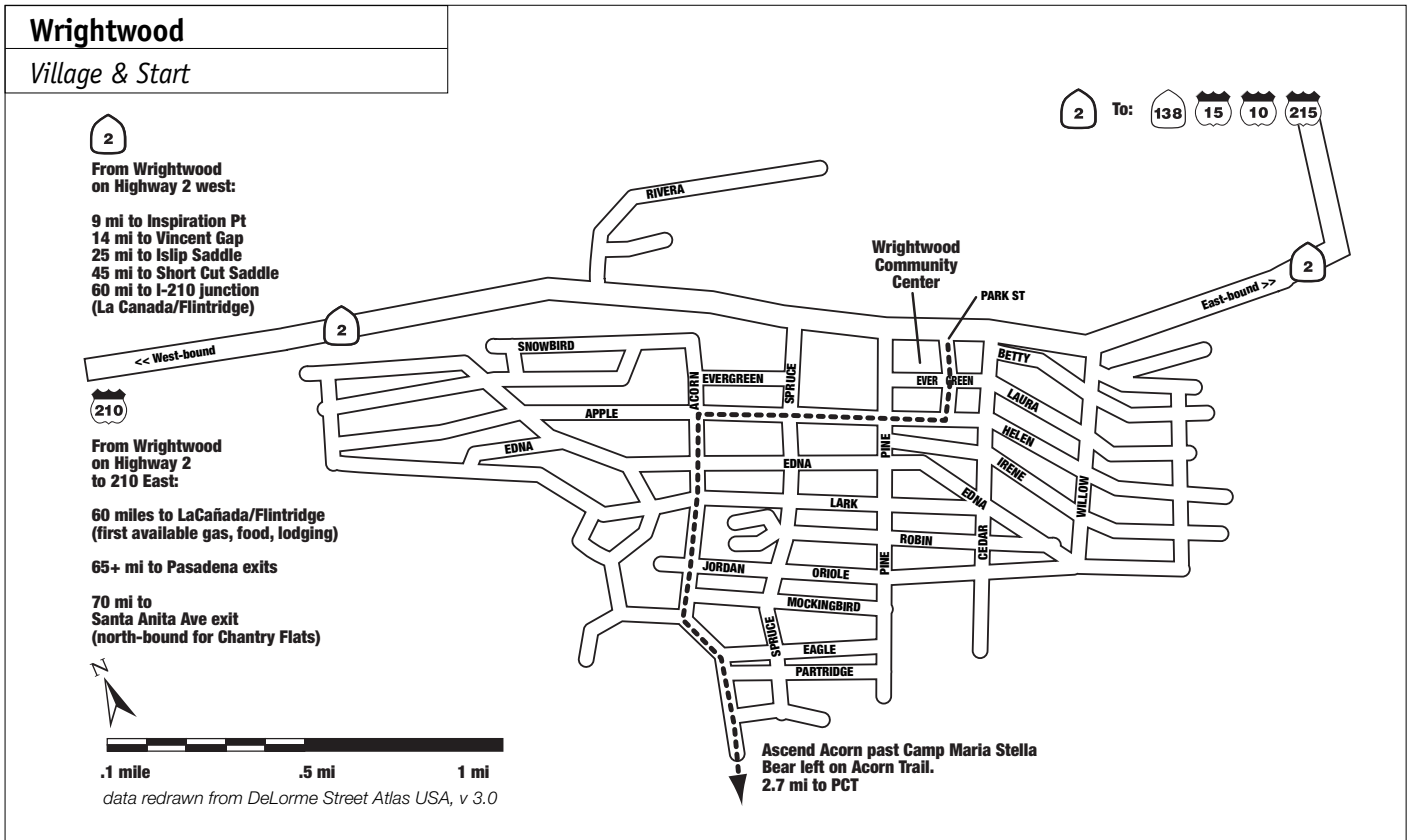 Wrightwood
Village & Start
2 To: 138 15 10 215
2
From Wrightwood
on Highway 2 west:
9 mi to Inspiration Pt
14 mi to Vincent Gap
25 mi to Islip Saddle
45 mi to Short Cut Saddle
60 mi to I-210 junction
(La Canada/Flintridge)
RIVERA
Wrightwood
Community
Center
PARK ST
2
East-bound >>
2
<< West-bound
SNOWBIRD
BETTY
EVERGREEN
EVER GREEN
ACORN
SPRUCE
LAURA
APPLE
HELEN
PINE
IRENE
EDNA
EDNA
EDNA
WILLOW
LARK
ROBIN
CEDAR
PINE
JORDAN
ORIOLE
MOCKINGBIRD
SPRUCE
EAGLE
PARTRIDGE
210
From Wrightwood
on Highway 2
to 210 East:
60 miles to LaCañada/Flintridge
(first available gas, food, lodging)
65+ mi to Pasadena exits
70 mi to
Santa Anita Ave exit
(north-bound for Chantry Flats)
N
.1 mile .5 mi 1 mi
data redrawn from DeLorme Street Atlas USA, v 3.0
Ascend Acorn past Camp Maria Stella
Bear left on Acorn Trail.
2.7 mi to PCT